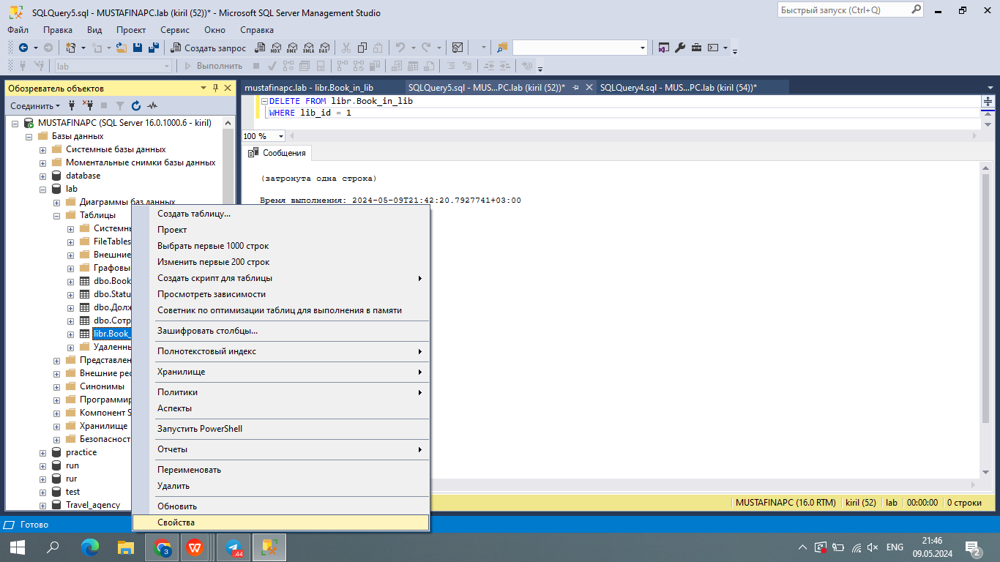 SQLQuery5.sql - MUSTAFINAPC.lab (kiril (52))* - Microsoft SQL Server Management Studio
Быстрый запуск (Ctrl+Q)
Файл Правка Вид Проект Сервис Окно Справка
Создать запрос MDX DMX XMLA DAX
lab Выполнить
Обозреватель объектов
mustafinapc.lab - libr.Book_in_lib SQLQuery5.sql - MUS...PC.lab (kiril (52))* SQLQuery4.sql - MUS...PC.lab (kiril (54))*
Соединить
DELETE FROM libr.Book_in_lib
WHERE lib_id = 1
100 %
Сообщения
(затронута одна строка)
Время выполнения: 2024-05-09T21:42:20.7927741+03:00
MUSTAFINAPC (SQL Server 16.0.1000.6 - kiril)
Базы данных
Системные базы данных
Моментальные снимки базы данных
database
lab
Диаграммы баз данных
Таблицы
Системн
FileTables
Внешние
Графовы
dbo.Book
dbo.Statu
dbo.Долж
dbo.Сотр
libr.Book_
Удаленны
Представлен
Внешние рес
Синонимы
Программир
Компонент S
Хранилище
Безопасност
practice
run
rur
test
Travel_agency
Создать таблицу...
Проект
Выбрать первые 1000 строк
Изменить первые 200 строк
Создать скрипт для таблицы
Просмотреть зависимости
Советник по оптимизации таблиц для выполнения в памяти
Зашифровать столбцы...
Полнотекстовый индекс
Хранилище
Политики
Аспекты
Запустить PowerShell
Отчеты
Переименовать
Удалить
Обновить
Свойства
MUSTAFINAPC (16.0 RTM) kiril (52) lab 00:00:00 0 строки
Готово
3
W
.44
ENG
21:46
09.05.2024
2